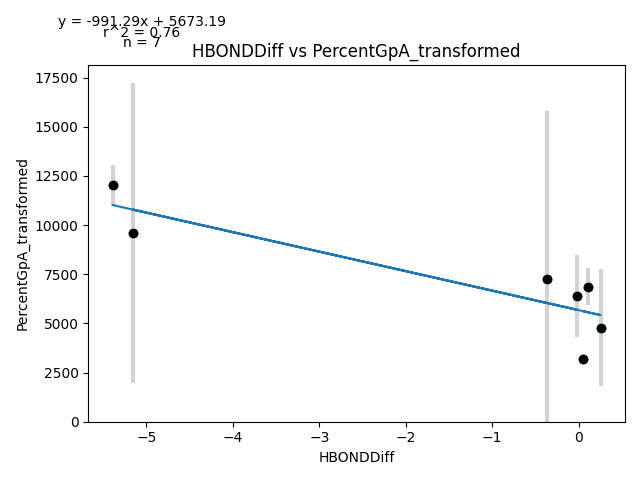 y = -991.29x + 5673.19
r^2 = 0.76
n = 7
HBONDDiff vs PercentGpA_transformed
17500
15000
12500
10000
7500
5000
2500
0
PercentGpA_transformed
−5
−4
−3
−2
−1
0
HBONDDiff